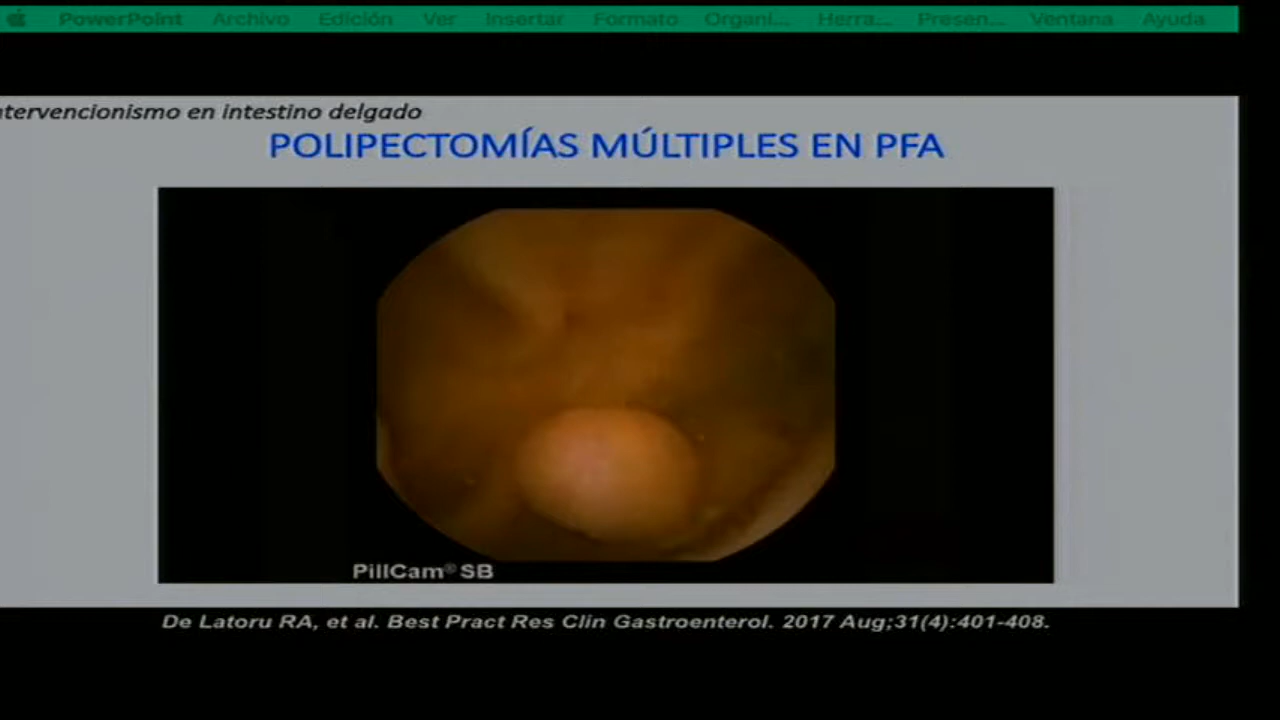 PowerPoint Archivo Edición Ver Insertar Formato Organi... Herra... Presen... Ventana Ayuda
ntervencionismo en intestino delgado
POLIPECTOMÍAS MÚLTIPLES EN PFA
PillCam® SB
De Latoru RA, et al. Best Pract Res Clin Gastroenterol. 2017 Aug;31(4):401-408.